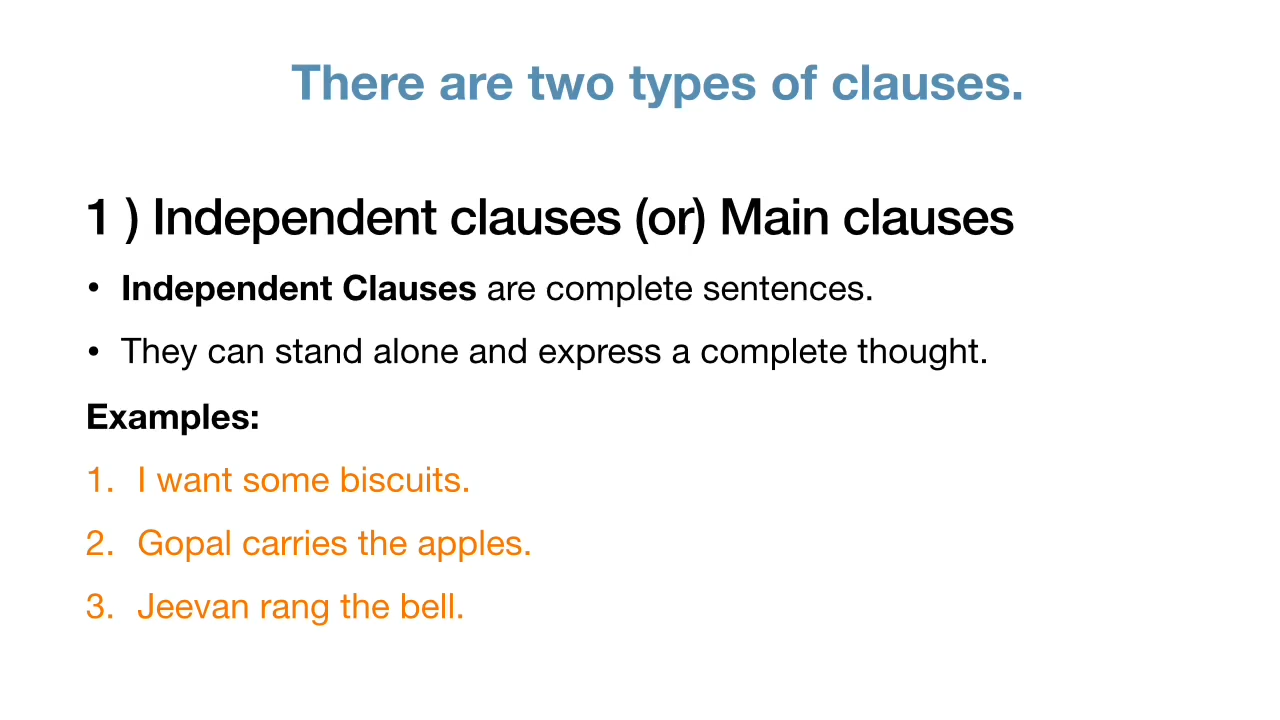 There are two types of clauses.
1 ) Independent clauses (or) Main clauses
• Independent Clauses are complete sentences.
• They can stand alone and express a complete thought.
Examples:
1. I want some biscuits.
2. Gopal carries the apples.
3. Jeevan rang the bell.